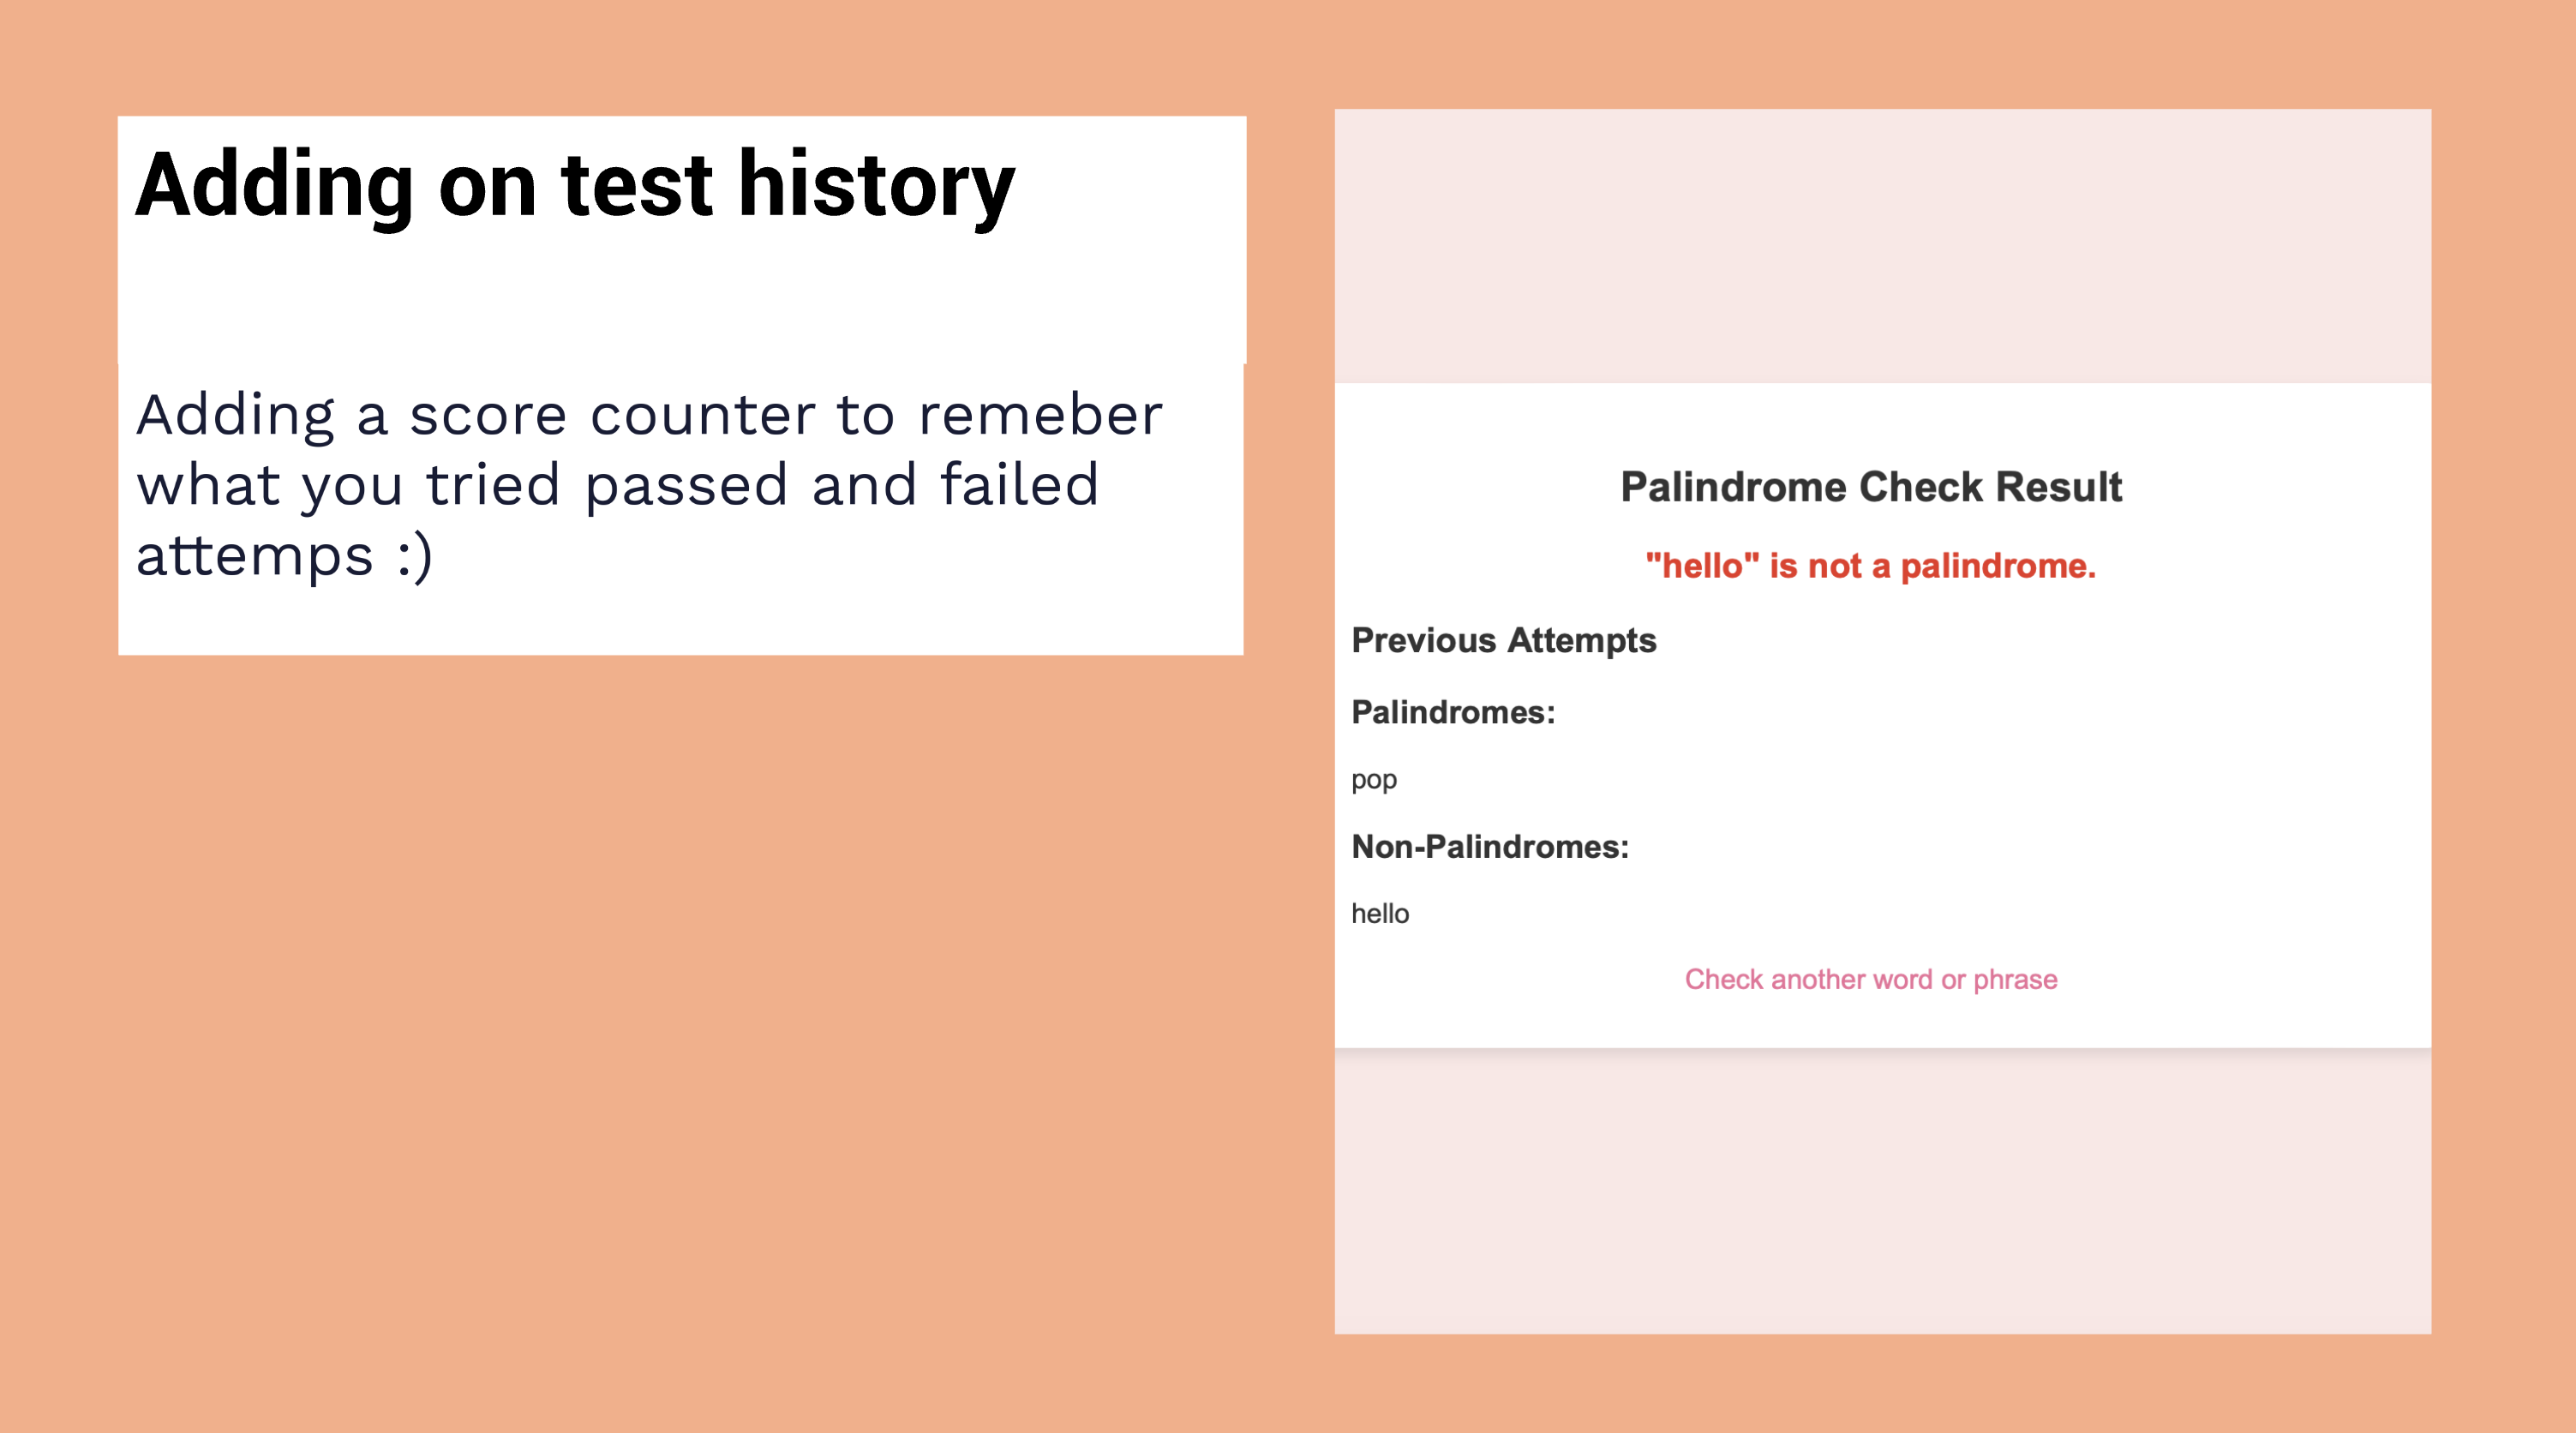 Adding on test history
Adding a score counter to remeber
what you tried passed and failed
attemps :)
Palindrome Check Result
"hello" is not a palindrome.
Previous Attempts
Palindromes:
pop
Non-Palindromes:
hello
Check another word or phrase